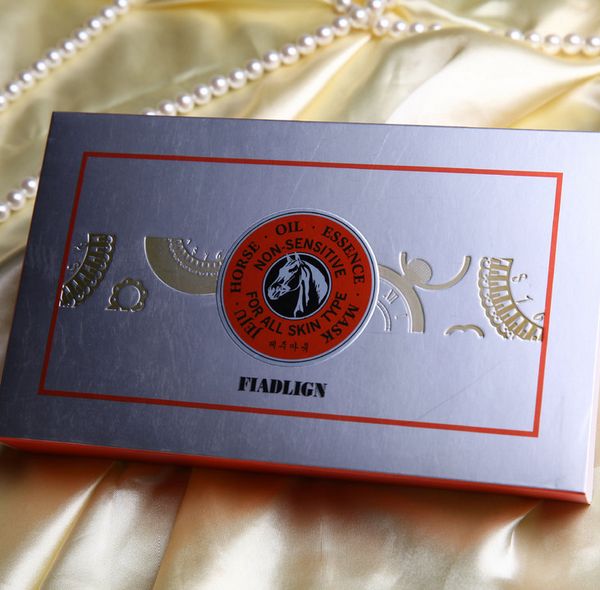 JEJU · HORSE · OIL · ESSENCE · MASK
NON-SENSITIVE
FOR ALL SKIN TYPE
FIADLIGN